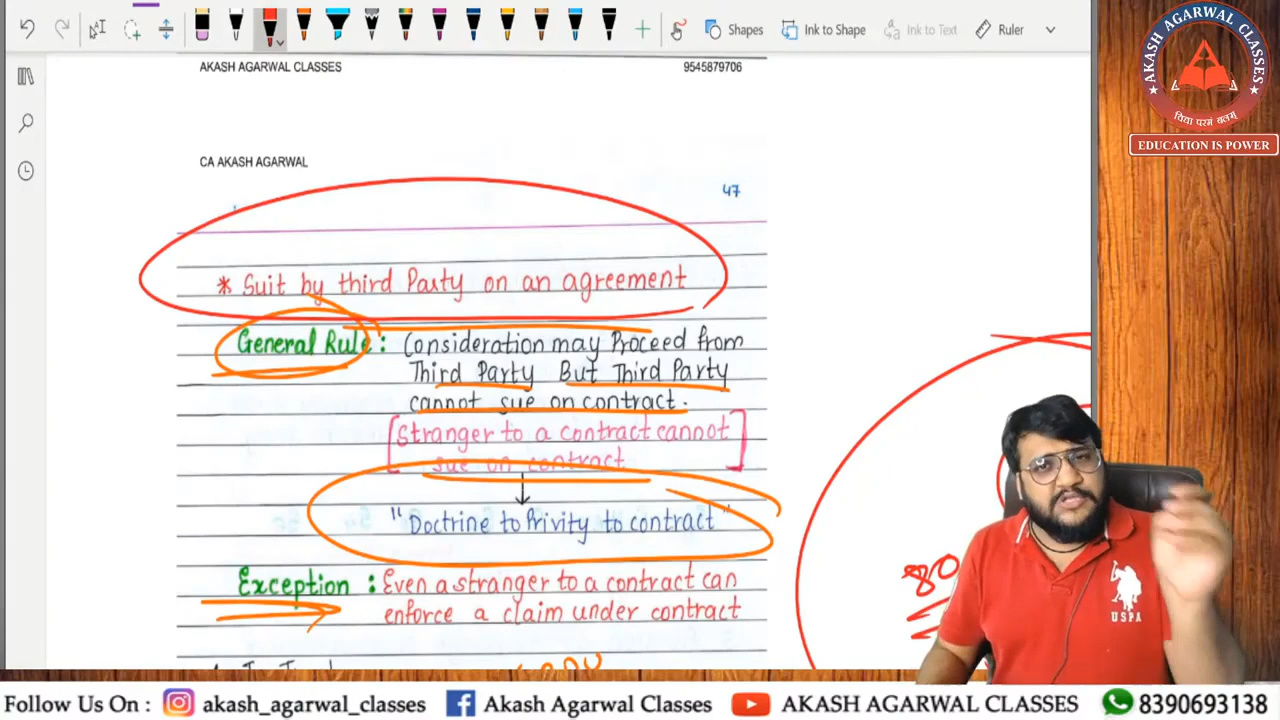 Shapes
Ink to Shape
Ink to Text
Ruler
AKASH AGARWAL CLASSES
9545879706
AKASH AGARWAL CLASSES
विद्या परमं बलम्
EDUCATION IS POWER
CA AKASH AGARWAL
47
* Suit by third Party on an agreement
General Rule : Consideration may Proceed from
Third Party But Third Party
cannot sue on contract.
[Stranger to a contract cannot
sue on contract]
"Doctrine to Privity to contract"
Exception : Even a stranger to a contract can
enforce a claim under contract
80
USPA
Follow Us On : akash_agarwal_classes Akash Agarwal Classes AKASH AGARWAL CLASSES 8390693138